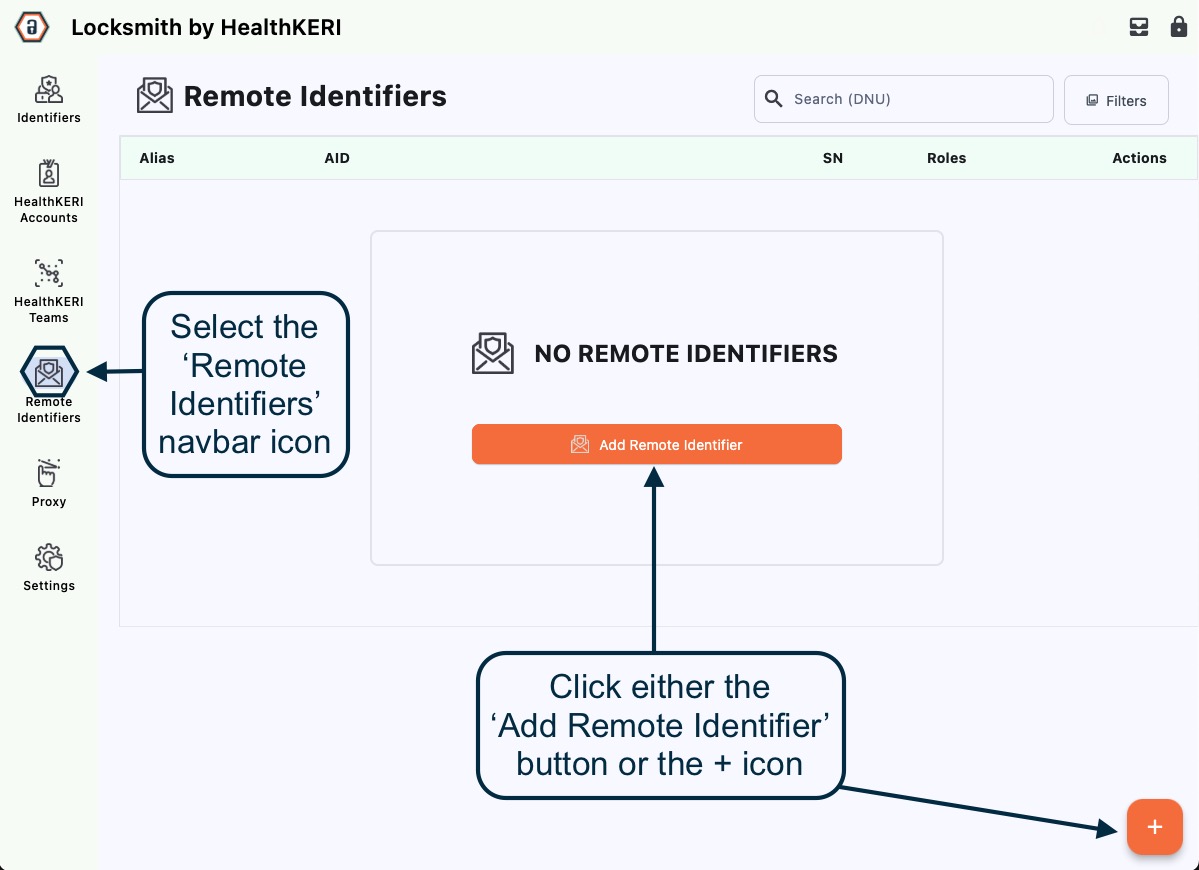 Locksmith by HealthKERI
Identifiers
HealthKERI
Accounts
HealthKERI
Teams
Remote
Identifiers
Proxy
Settings
Remote Identifiers
Search (DNU)
Filters
Alias AID SN Roles Actions
NO REMOTE IDENTIFIERS
Add Remote Identifier
Select the
‘Remote
Identifiers’
navbar icon
Click either the
‘Add Remote Identifier’
button or the + icon
+